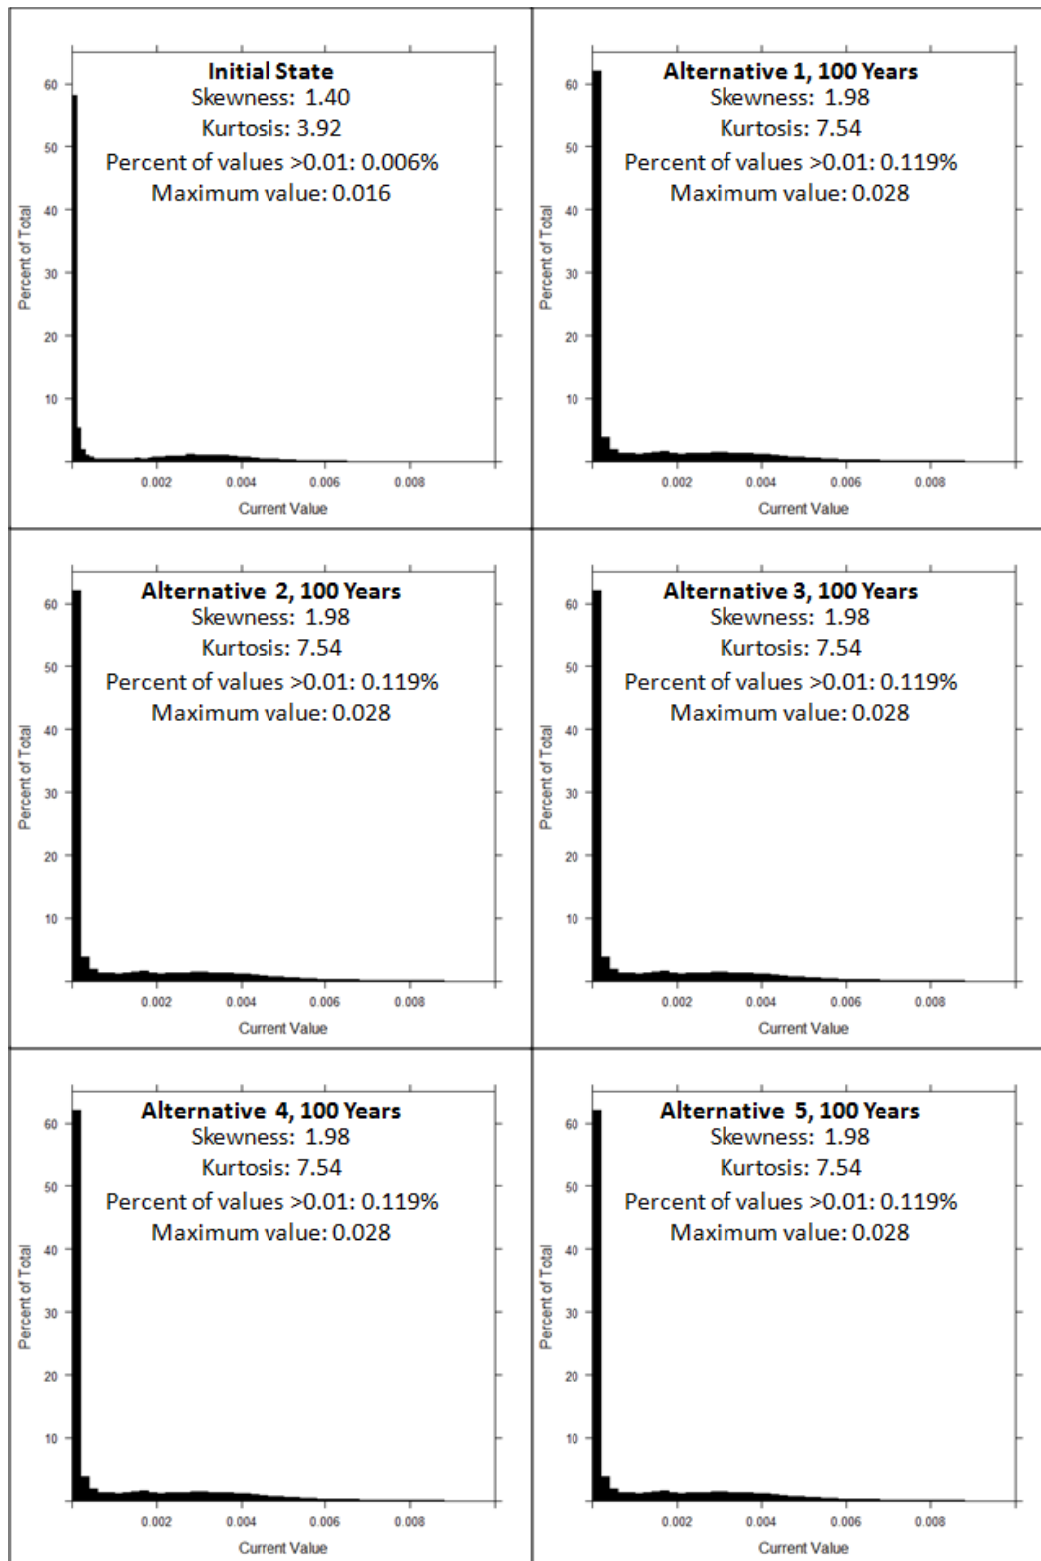 Initial State
Skewness: 1.40
Kurtosis: 3.92
Percent of values >0.01: 0.006%
Maximum value: 0.016
60
50
40
30
20
10
Percent of Total
0.002 0.004 0.006 0.008
Current Value
Alternative 1, 100 Years
Skewness: 1.98
Kurtosis: 7.54
Percent of values >0.01: 0.119%
Maximum value: 0.028
60
50
40
30
20
10
Percent of Total
0.002 0.004 0.006 0.008
Current Value
Alternative 2, 100 Years
Skewness: 1.98
Kurtosis: 7.54
Percent of values >0.01: 0.119%
Maximum value: 0.028
60
50
40
30
20
10
Percent of Total
0.002 0.004 0.006 0.008
Current Value
Alternative 3, 100 Years
Skewness: 1.98
Kurtosis: 7.54
Percent of values >0.01: 0.119%
Maximum value: 0.028
60
50
40
30
20
10
Percent of Total
0.002 0.004 0.006 0.008
Current Value
Alternative 4, 100 Years
Skewness: 1.98
Kurtosis: 7.54
Percent of values >0.01: 0.119%
Maximum value: 0.028
60
50
40
30
20
10
Percent of Total
0.002 0.004 0.006 0.008
Current Value
Alternative 5, 100 Years
Skewness: 1.98
Kurtosis: 7.54
Percent of values >0.01: 0.119%
Maximum value: 0.028
60
50
40
30
20
10
Percent of Total
0.002 0.004 0.006 0.008
Current Value